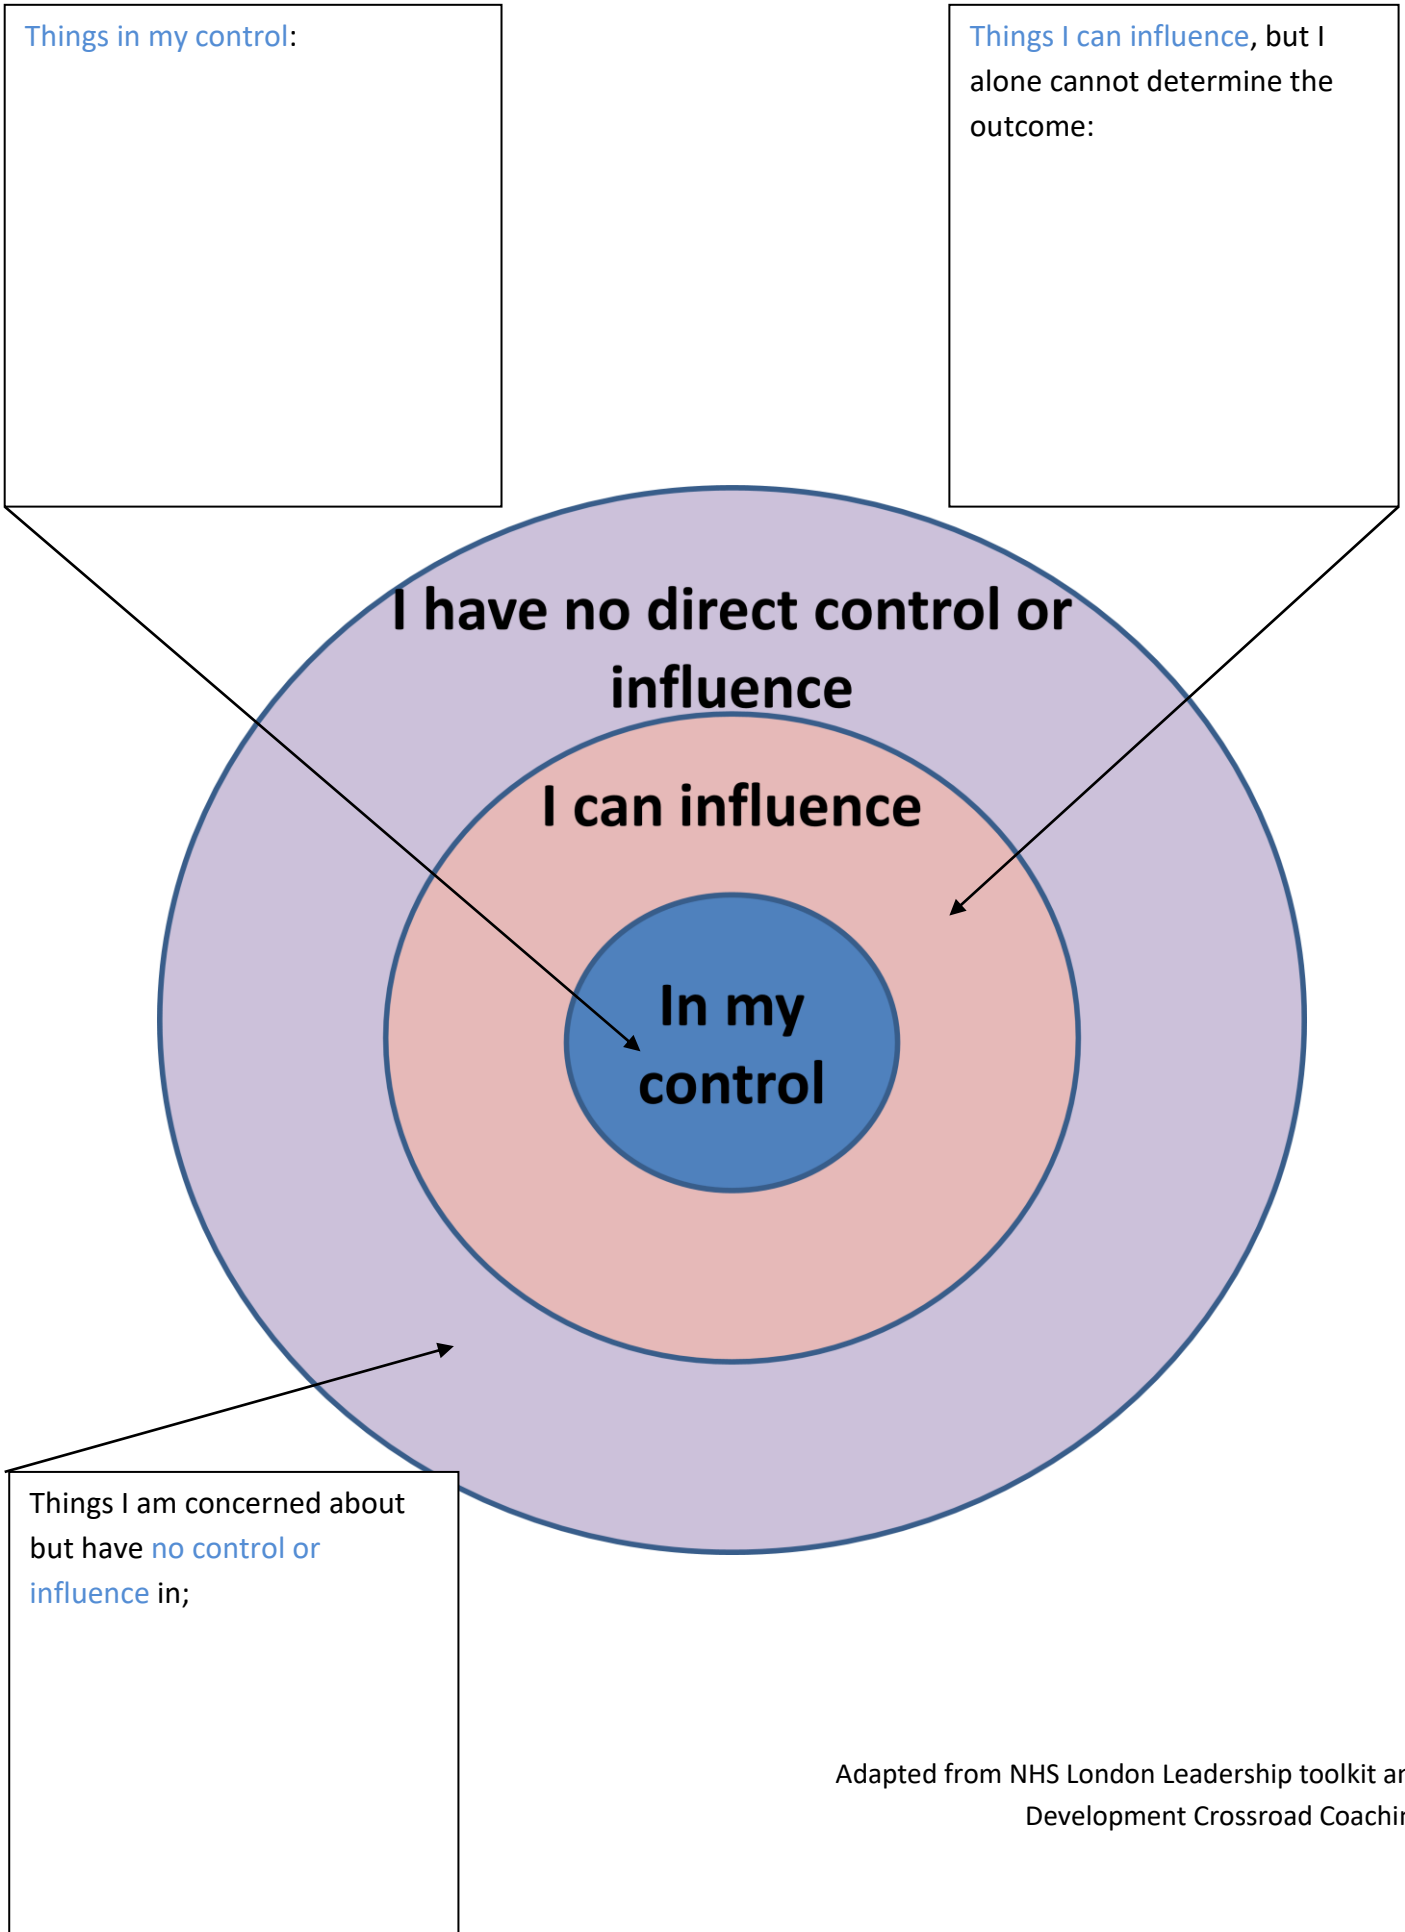 Things in my control:
Things I can influence, but I
alone cannot determine the
outcome:
I have no direct control or
influence
I can influence
In my
control
Things I am concerned about
but have no control or
influence in;
Adapted from NHS London Leadership toolkit
Development Crossroad